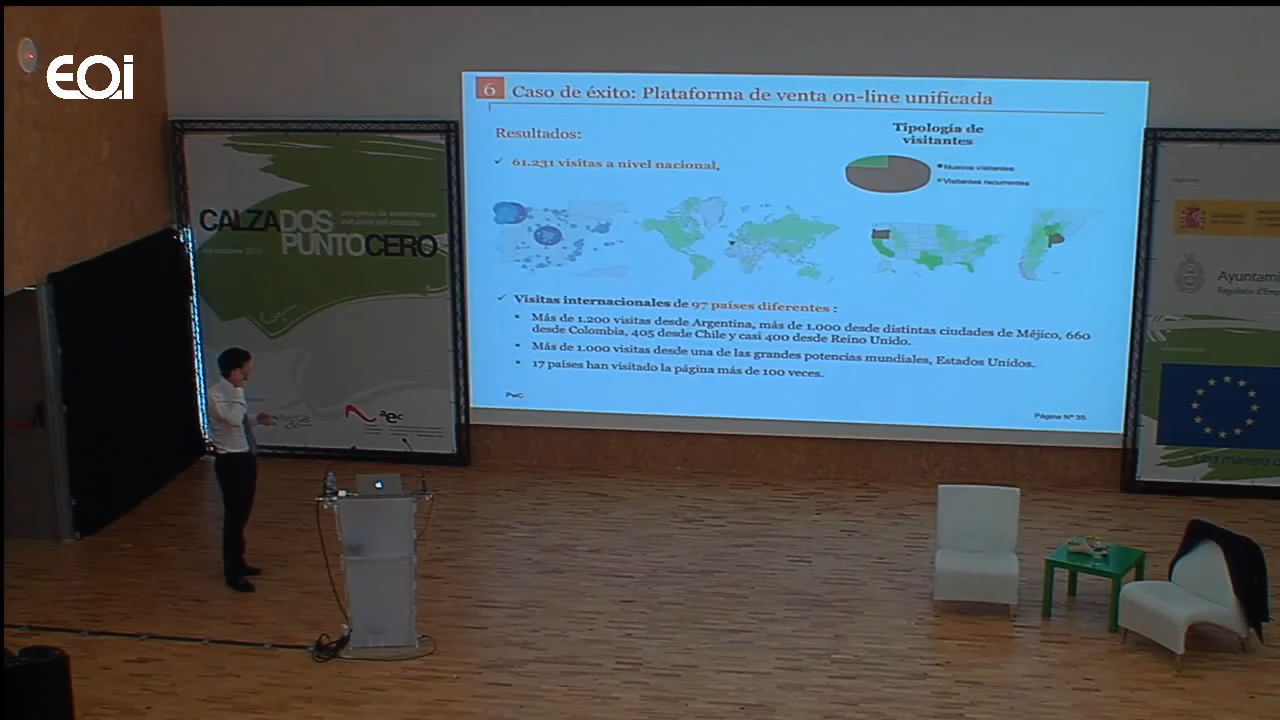 EOi
6 Caso de éxito: Plataforma de venta on-line unificada
Resultados:
Tipología de
visitantes
✓ 61.231 visitas a nivel nacional,
Nuevos visitantes
Visitantes recurrentes
✓ Visitas internacionales de 97 países diferentes :
▪ Más de 1.200 visitas desde Argentina, más de 1.000 desde distintas ciudades de Méjico, 660
desde Colombia, 405 desde Chile y casi 400 desde Reino Unido.
▪ Más de 1.000 visitas desde una de las grandes potencias mundiales, Estados Unidos.
▪ 17 países han visitado la página más de 100 veces.
PwC
Página Nº 35
CALZADOS
PUNTOCERO
aec
Ayuntami
Una manera